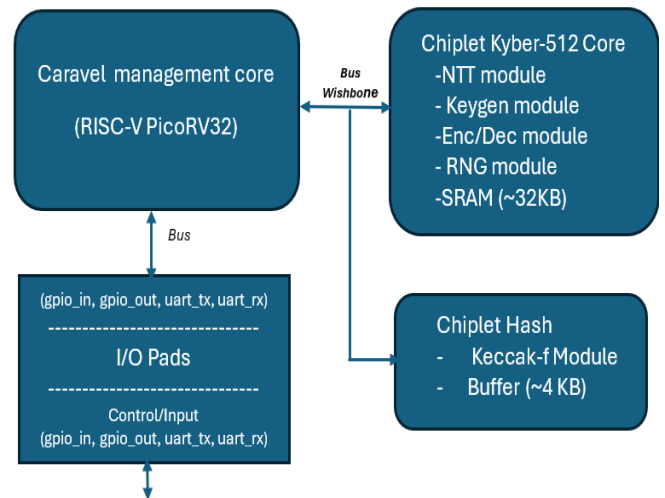 Caravel management core
(RISC-V PicoRV32)
Bus
Wishbone
Chiplet Kyber-512 Core
-NTT module
- Keygen module
-Enc/Dec module
- RNG module
-SRAM (~32KB)
Bus
(gpio_in, gpio_out, uart_tx, uart_rx)
-------------------------------
I/O Pads
-------------------------------
Control/Input
(gpio_in, gpio_out, uart_tx, uart_rx)
Chiplet Hash
- Keccak-f Module
- Buffer (~4 KB)